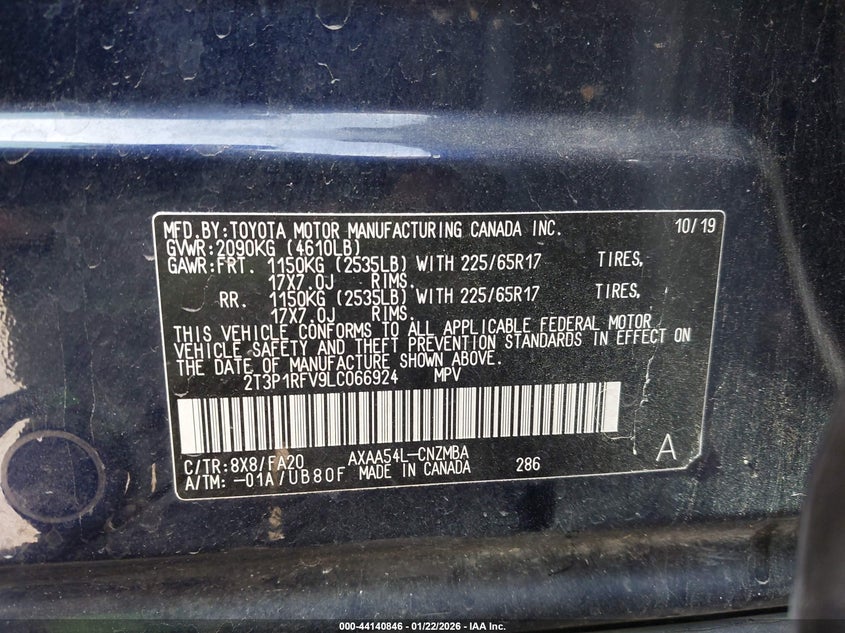 MFD.BY:TOYOTA MOTOR MANUFACTURING CANADA INC. 10/19
GVWR:2090KG (4610LB)
GAWR:FRT. 1150KG (2535LB) WITH 225/65R17 TIRES,
17X7.0J RIMS.
RR. 1150KG (2535LB) WITH 225/65R17 TIRES,
17X7.0J RIMS.
THIS VEHICLE CONFORMS TO ALL APPLICABLE FEDERAL MOTOR
VEHICLE SAFETY AND THEFT PREVENTION STANDARDS IN EFFECT ON
THE DATE OF MANUFACTURE SHOWN ABOVE.
2T3P1RFV9LC066924 MPV
C/TR:8X8/FA20 AXAA54L-CNZMBA A
A/TM:-01A/UB80F MADE IN CANADA 286
000-44140846 - 01/22/2026 - IAA Inc.